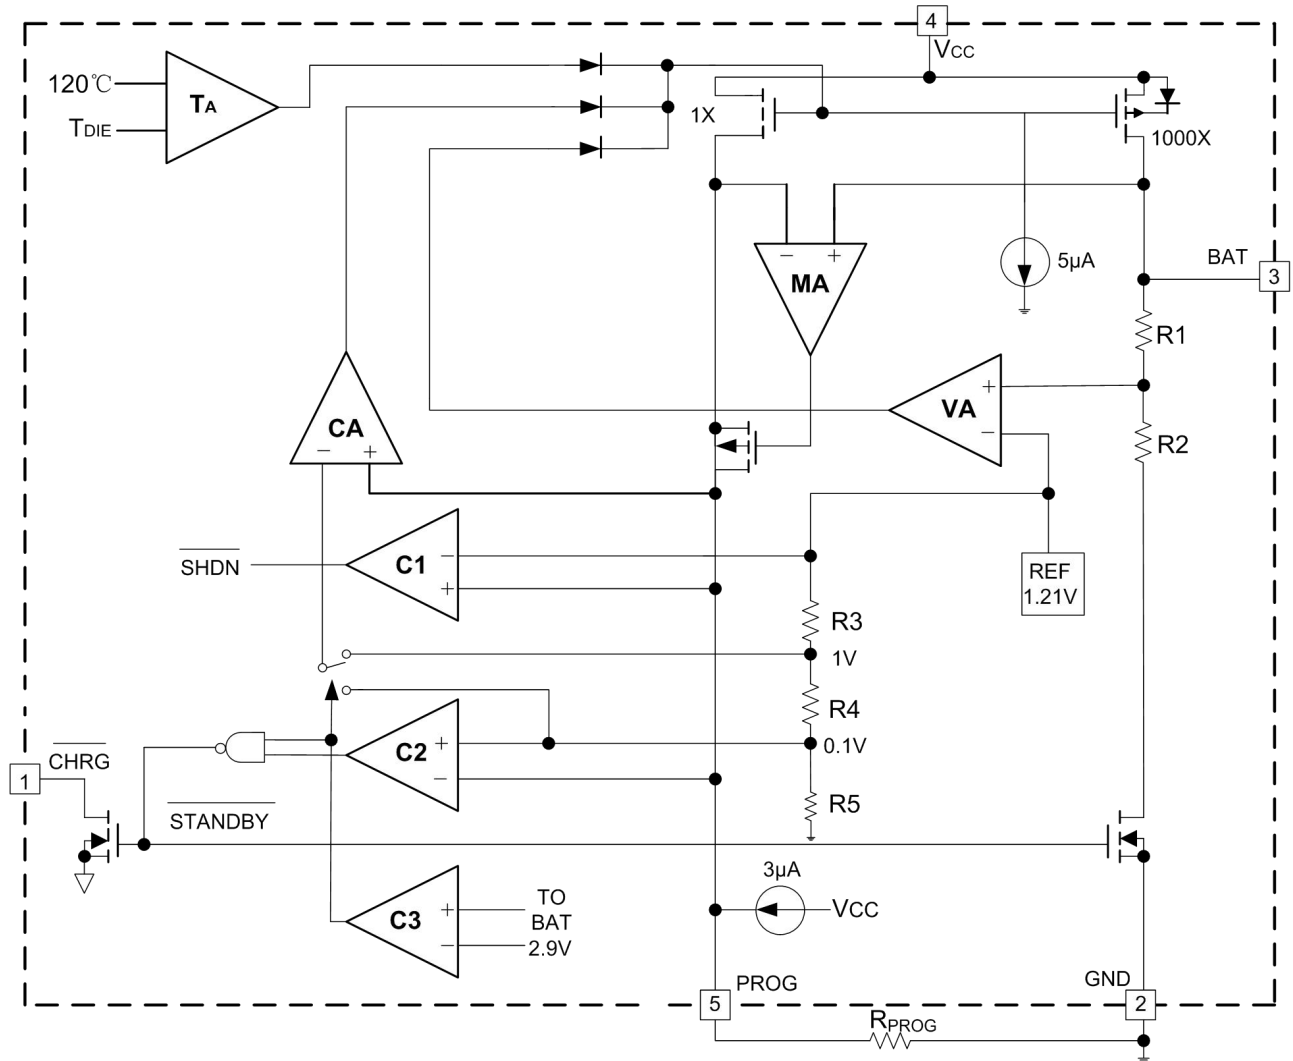 4
VCC
120℃
TA
TDIE
1X
1000X
− +
MA
5µA
BAT
3
R1
+
VA
−
R2
CA
− +
SHDN
−
C1
+
REF
1.21V
R3
1V
R4
0.1V
R5
+
C2
−
CHRG
1
STANDBY
3µA
VCC
+
C3
−
TO
BAT
2.9V
PROG
5
GND
2
RPROG